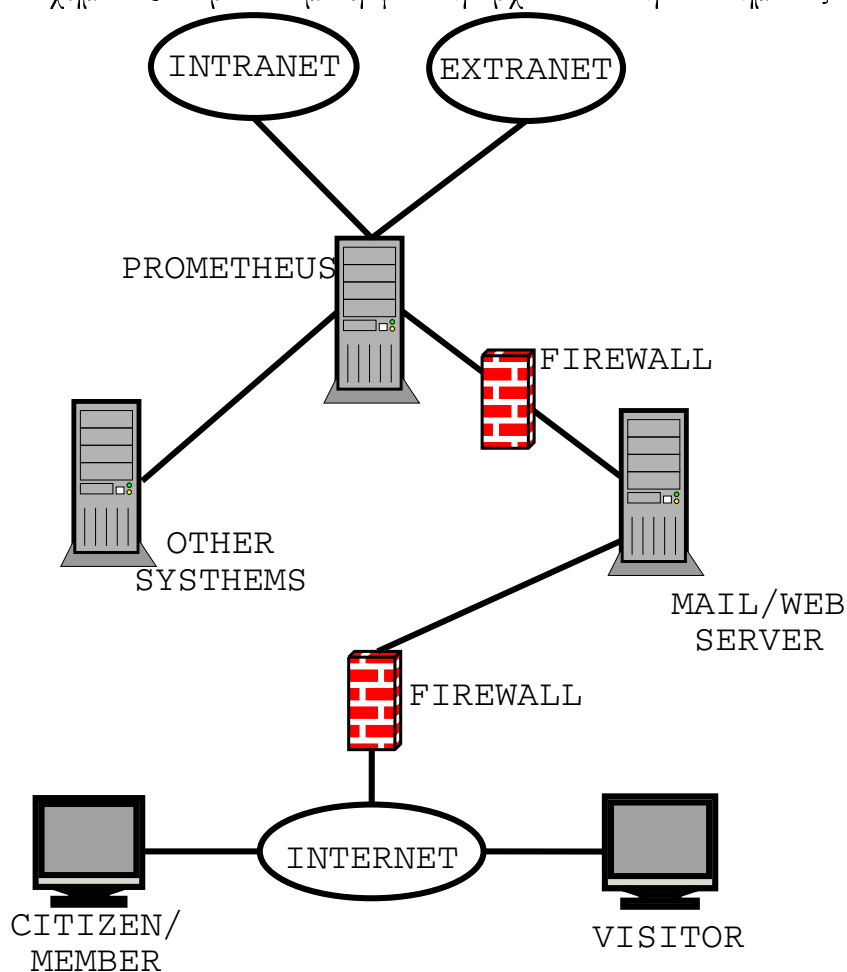 INTRANET
EXTRANET
PROMETHEUS
FIREWALL
OTHER
SYSTHEMS
MAIL/WEB
SERVER
FIREWALL
INTERNET
CITIZEN/
MEMBER
VISITOR